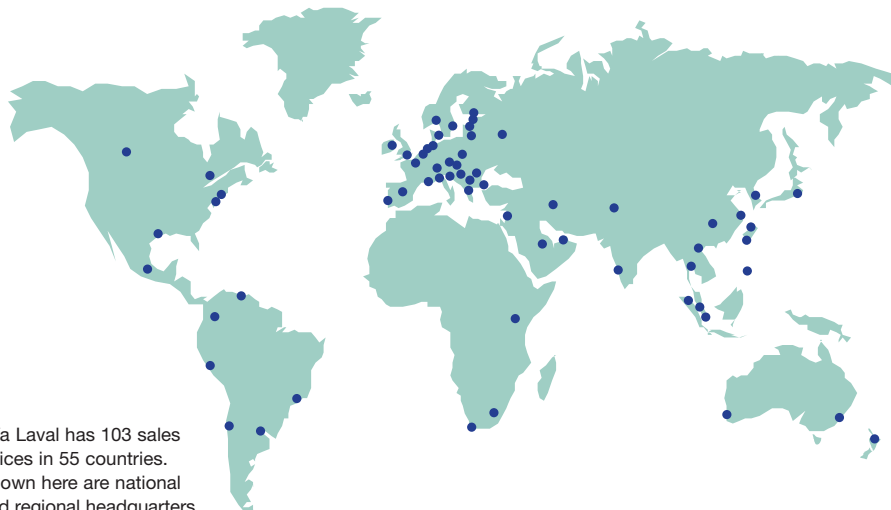 a Laval has 103 sales
ices in 55 countries.
own here are national
d regional headquarters